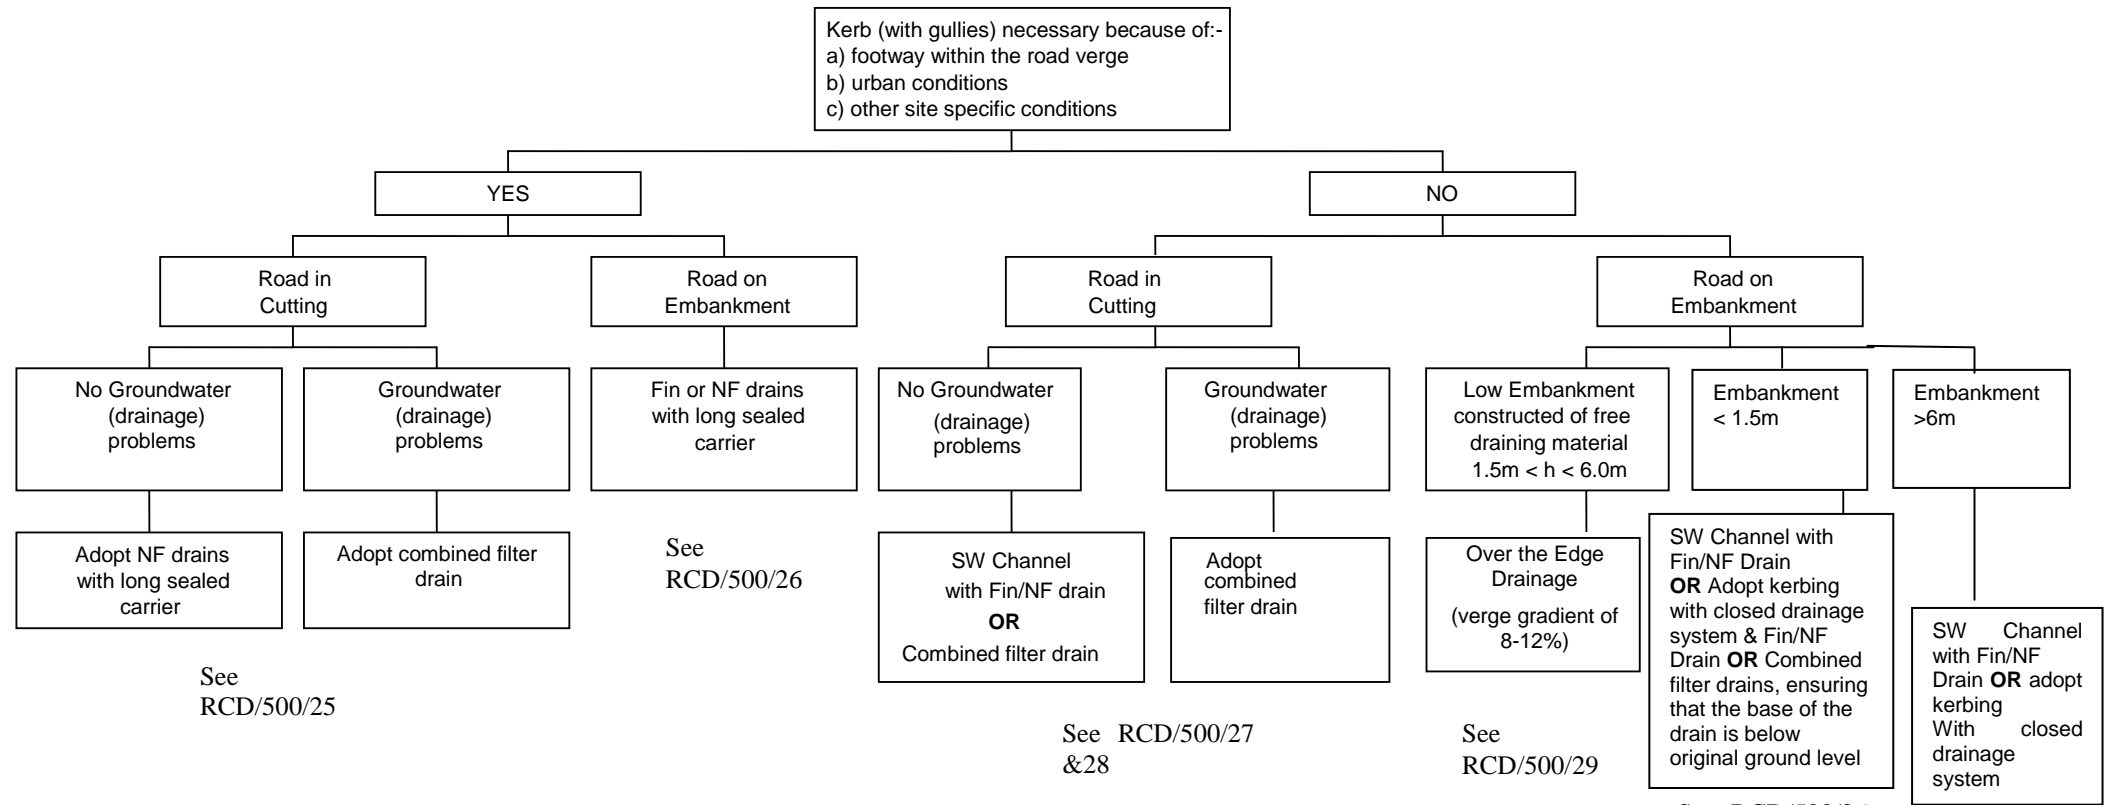 Kerb (with gullies) necessary because of:-
a) footway within the road verge
b) urban conditions
c) other site specific conditions
YES
NO
Road in
Cutting
Road on
Embankment
Road in
Cutting
Road on
Embankment
No Groundwater
(drainage)
problems
Groundwater
(drainage)
problems
Fin or NF drains
with long sealed
carrier
No Groundwater
(drainage)
problems
Groundwater
(drainage)
problems
Low Embankment
constructed of free
draining material
1.5m < h < 6.0m
Embankment
< 1.5m
Embankment
>6m
Adopt NF drains
with long sealed
carrier
Adopt combined filter
drain
See
RCD/500/26
SW Channel
with Fin/NF drain
OR
Combined filter drain
Adopt
combined
filter drain
Over the Edge
Drainage
(verge gradient of
8-12%)
SW Channel with
Fin/NF Drain
OR Adopt kerbing
with closed drainage
system & Fin/NF
Drain OR Combined
filter drains, ensuring
that the base of the
drain is below
original ground level
SW Channel
with Fin/NF
Drain OR adopt
kerbing
With closed
drainage
system
See
RCD/500/25
See RCD/500/27
&28
See
RCD/500/29